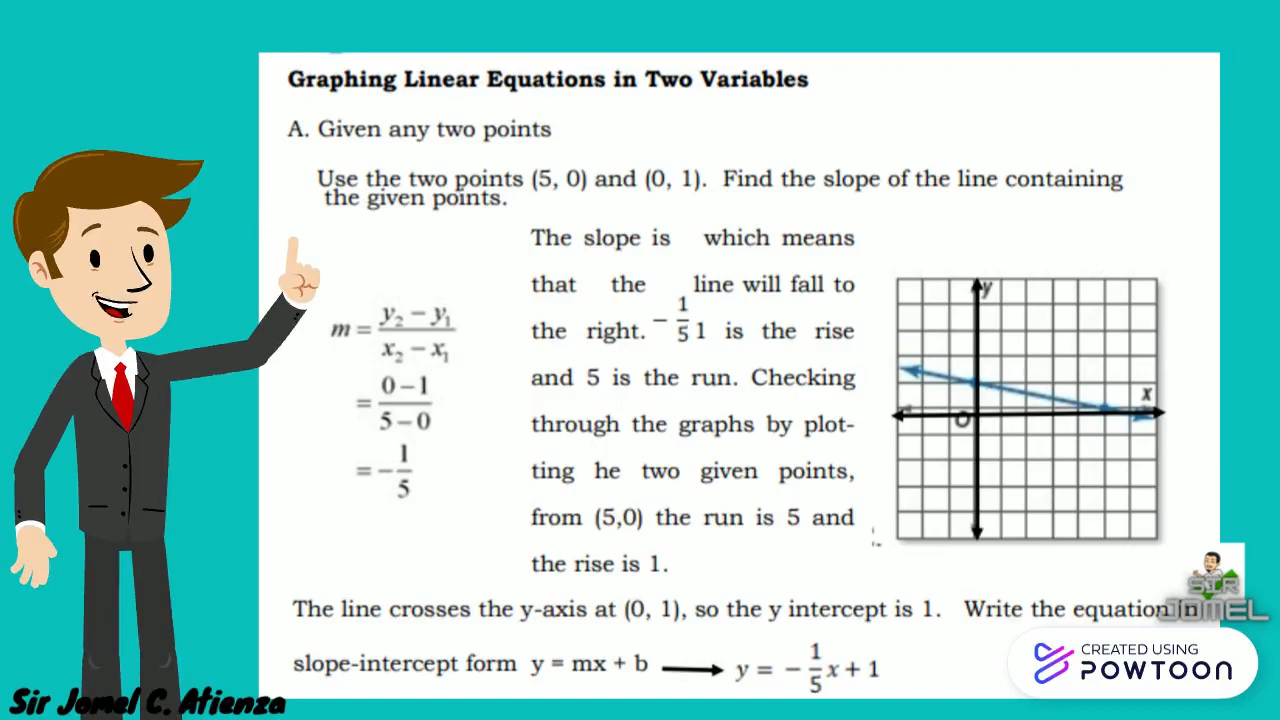 Graphing Linear Equations in Two Variables
A. Given any two points
Use the two points (5, 0) and (0, 1). Find the slope of the line containing
the given points.
The slope is which means
that the line will fall to
the right. − 1/5 1 is the rise
and 5 is the run. Checking
through the graphs by plot-
ting he two given points,
from (5,0) the run is 5 and
the rise is 1.
m = (y₂ − y₁)/(x₂ − x₁)
= (0 − 1)/(5 − 0)
= − 1/5
y
x
O
The line crosses the y-axis at (0, 1), so the y intercept is 1. Write the equation in
slope-intercept form y = mx + b ⟶ y = − 1/5 x + 1
SIR
JOMEL
CREATED USING
POWTOON
Sir Jomel C. Atienza